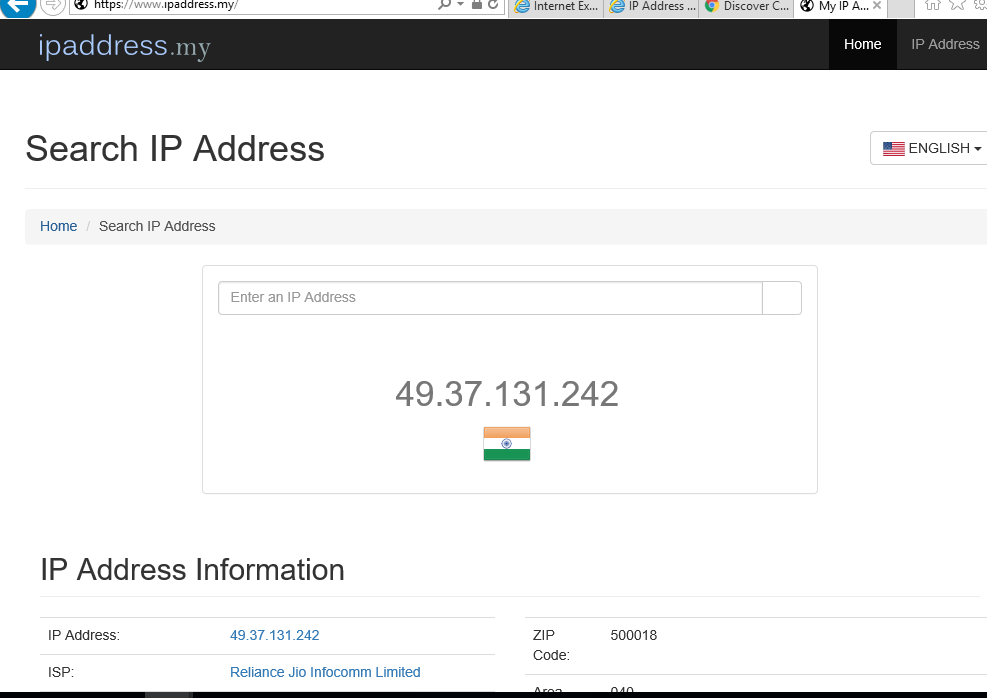 https://www.ipaddress.my/
Internet Ex...
IP Address ...
Discover C...
My IP A...
ipaddress.my
Home
IP Address
Search IP Address
ENGLISH
Home / Search IP Address
Enter an IP Address
49.37.131.242
IP Address Information
IP Address: 49.37.131.242
ISP: Reliance Jio Infocomm Limited
ZIP Code: 500018
Area 040